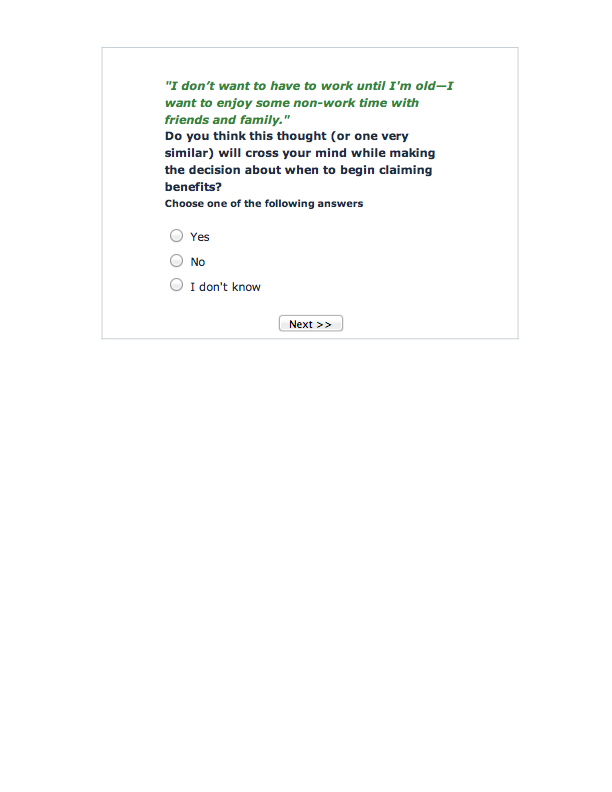 "I don’t want to have to work until I'm old—I
want to enjoy some non-work time with
friends and family."
Do you think this thought (or one very
similar) will cross your mind while making
the decision about when to begin claiming
benefits?
Choose one of the following answers
Yes
No
I don't know
Next >>